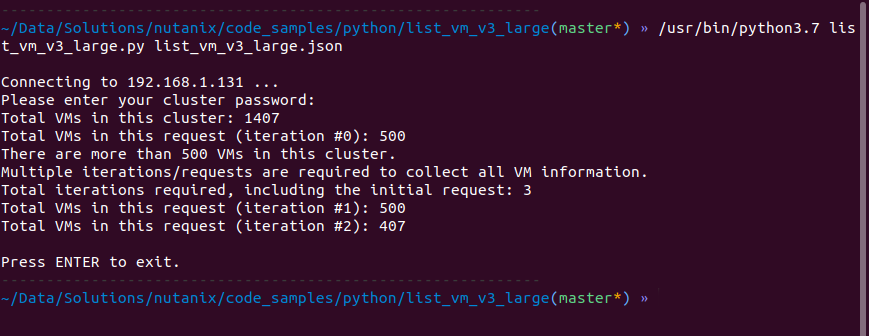 ~/Data/Solutions/nutanix/code_samples/python/list_vm_v3_large(master*) » /usr/bin/python3.7 lis
t_vm_v3_large.py list_vm_v3_large.json
Connecting to 192.168.1.131 ...
Please enter your cluster password:
Total VMs in this cluster: 1407
Total VMs in this request (iteration #0): 500
There are more than 500 VMs in this cluster.
Multiple iterations/requests are required to collect all VM information.
Total iterations required, including the initial request: 3
Total VMs in this request (iteration #1): 500
Total VMs in this request (iteration #2): 407
Press ENTER to exit.
~/Data/Solutions/nutanix/code_samples/python/list_vm_v3_large(master*) »